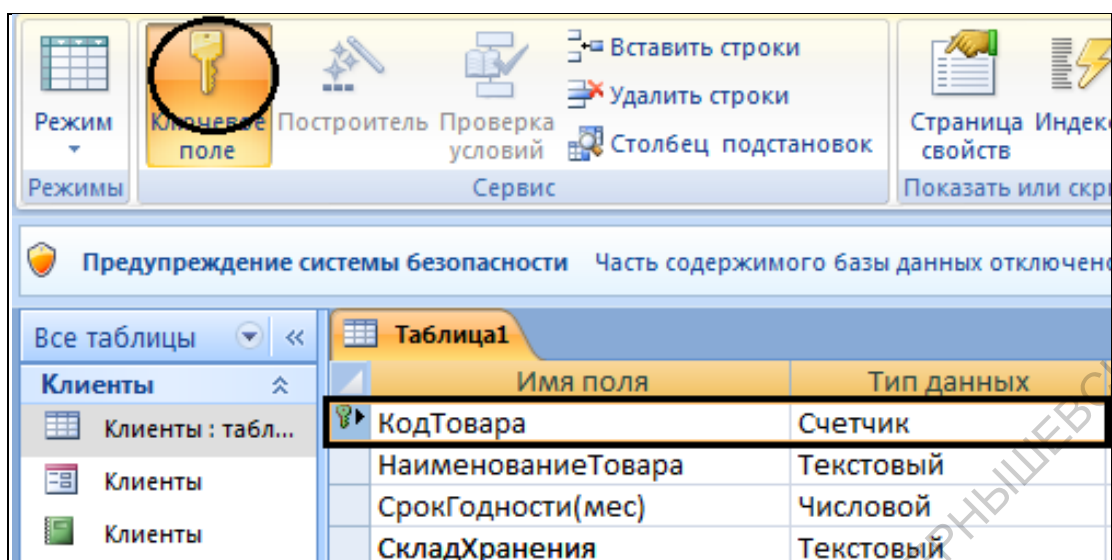 Вставить строки
Удалить строки
Режим Ключевое поле Построитель Проверка условий Столбец подстановок Страница свойств
Режимы Сервис Показать или
Предупреждение системы безопасности Часть содержимого базы данных
Все таблицы « Таблица1
Клиенты Имя поля Тип данных
Клиенты : табл... КодТовара Счетчик
Клиенты НаименованиеТовара Текстовый
СрокГодности(мес) Числовой
Клиенты СкладХранения Текстовый